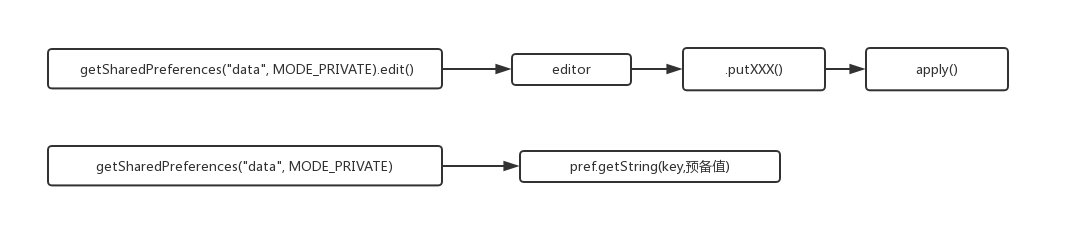 getSharedPreferences("data", MODE_PRIVATE).edit()
editor
.putXXX()
apply()
getSharedPreferences("data", MODE_PRIVATE)
pref.getString(key,预备值)